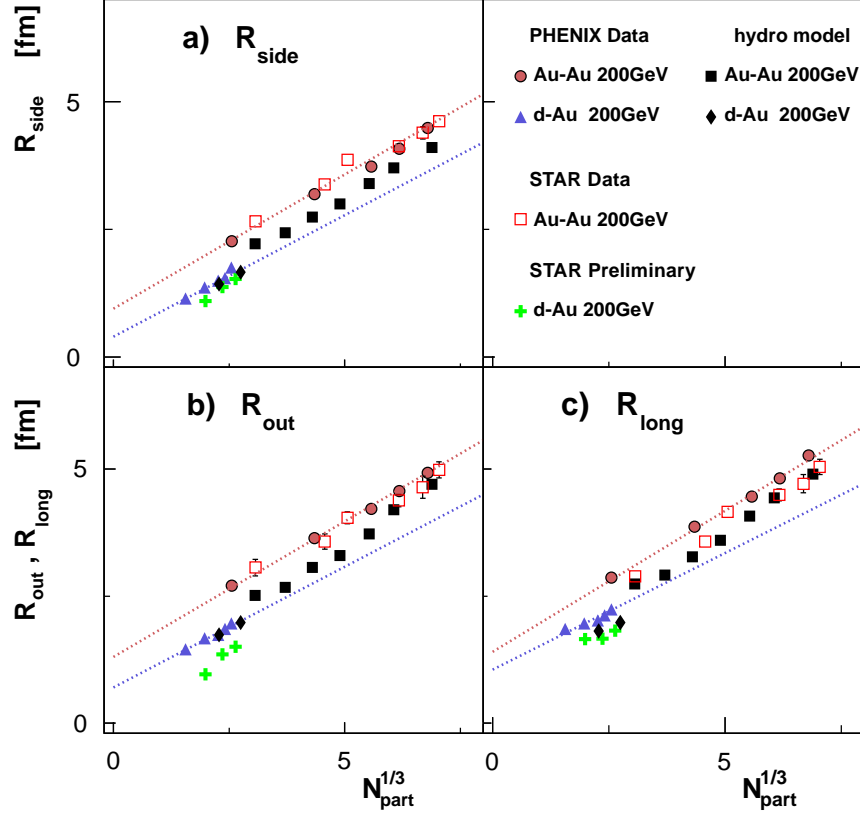 a) R_side
R_side [fm]
5
0
PHENIX Data
hydro model
Au-Au 200GeV
Au-Au 200GeV
d-Au 200GeV
d-Au 200GeV
STAR Data
Au-Au 200GeV
STAR Preliminary
d-Au 200GeV
b) R_out
c) R_long
R_out , R_long [fm]
5
0
0
5
0
5
N_part^1/3
N_part^1/3